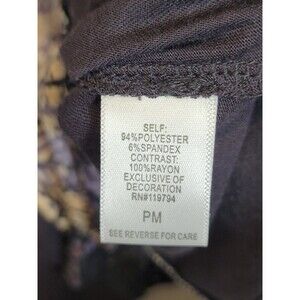 SELF:
94%POLYESTER
6%SPANDEX
CONTRAST:
100%RAYON
EXCLUSIVE OF
DECORATION
RN#119794
PM
SEE REVERSE FOR CARE